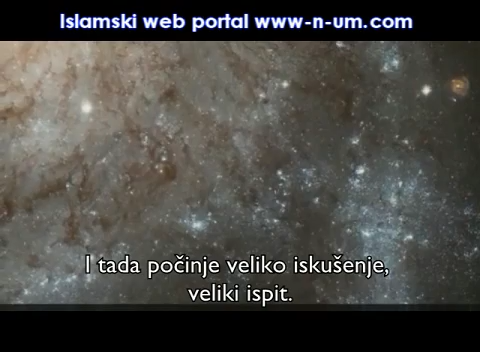 Islamski web portal www-n-um.com
I tada počinje veliko iskušenje,
veliki ispit.